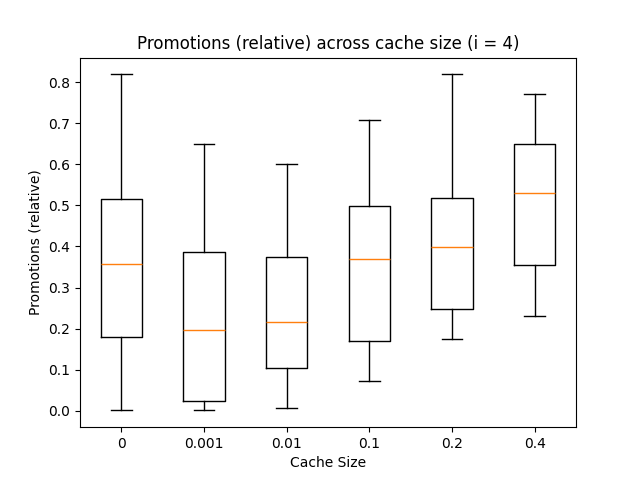 Promotions (relative) across cache size (i = 4)
Promotions (relative)
0.8
0.7
0.6
0.5
0.4
0.3
0.2
0.1
0.0
0 0.001 0.01 0.1 0.2 0.4
Cache Size